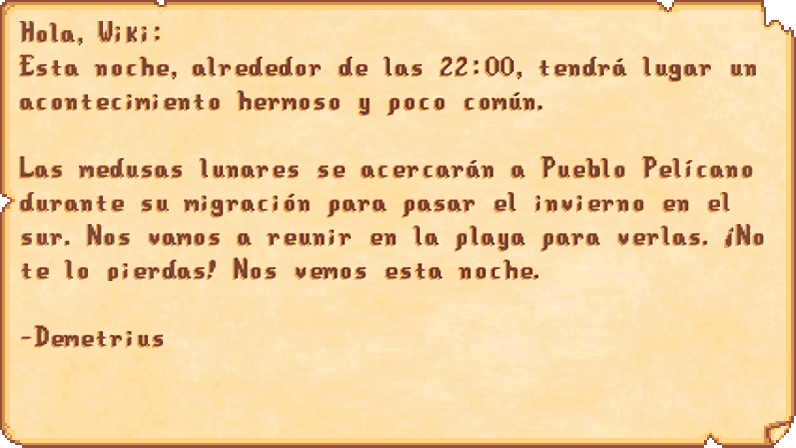 Hola, Wiki:
Esta noche, alrededor de las 22:00, tendrá lugar un
acontecimiento hermoso y poco común.
Las medusas lunares se acercarán a Pueblo Pelícano
durante su migración para pasar el invierno en el
sur. Nos vamos a reunir en la playa para verlas. ¡No
te lo pierdas! Nos vemos esta noche.
-Demetrius